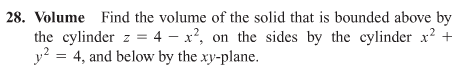 28. Volume Find the volume of the solid that is bounded above by
the cylinder z = 4 − x², on the sides by the cylinder x² +
y² = 4, and below by the xy-plane.